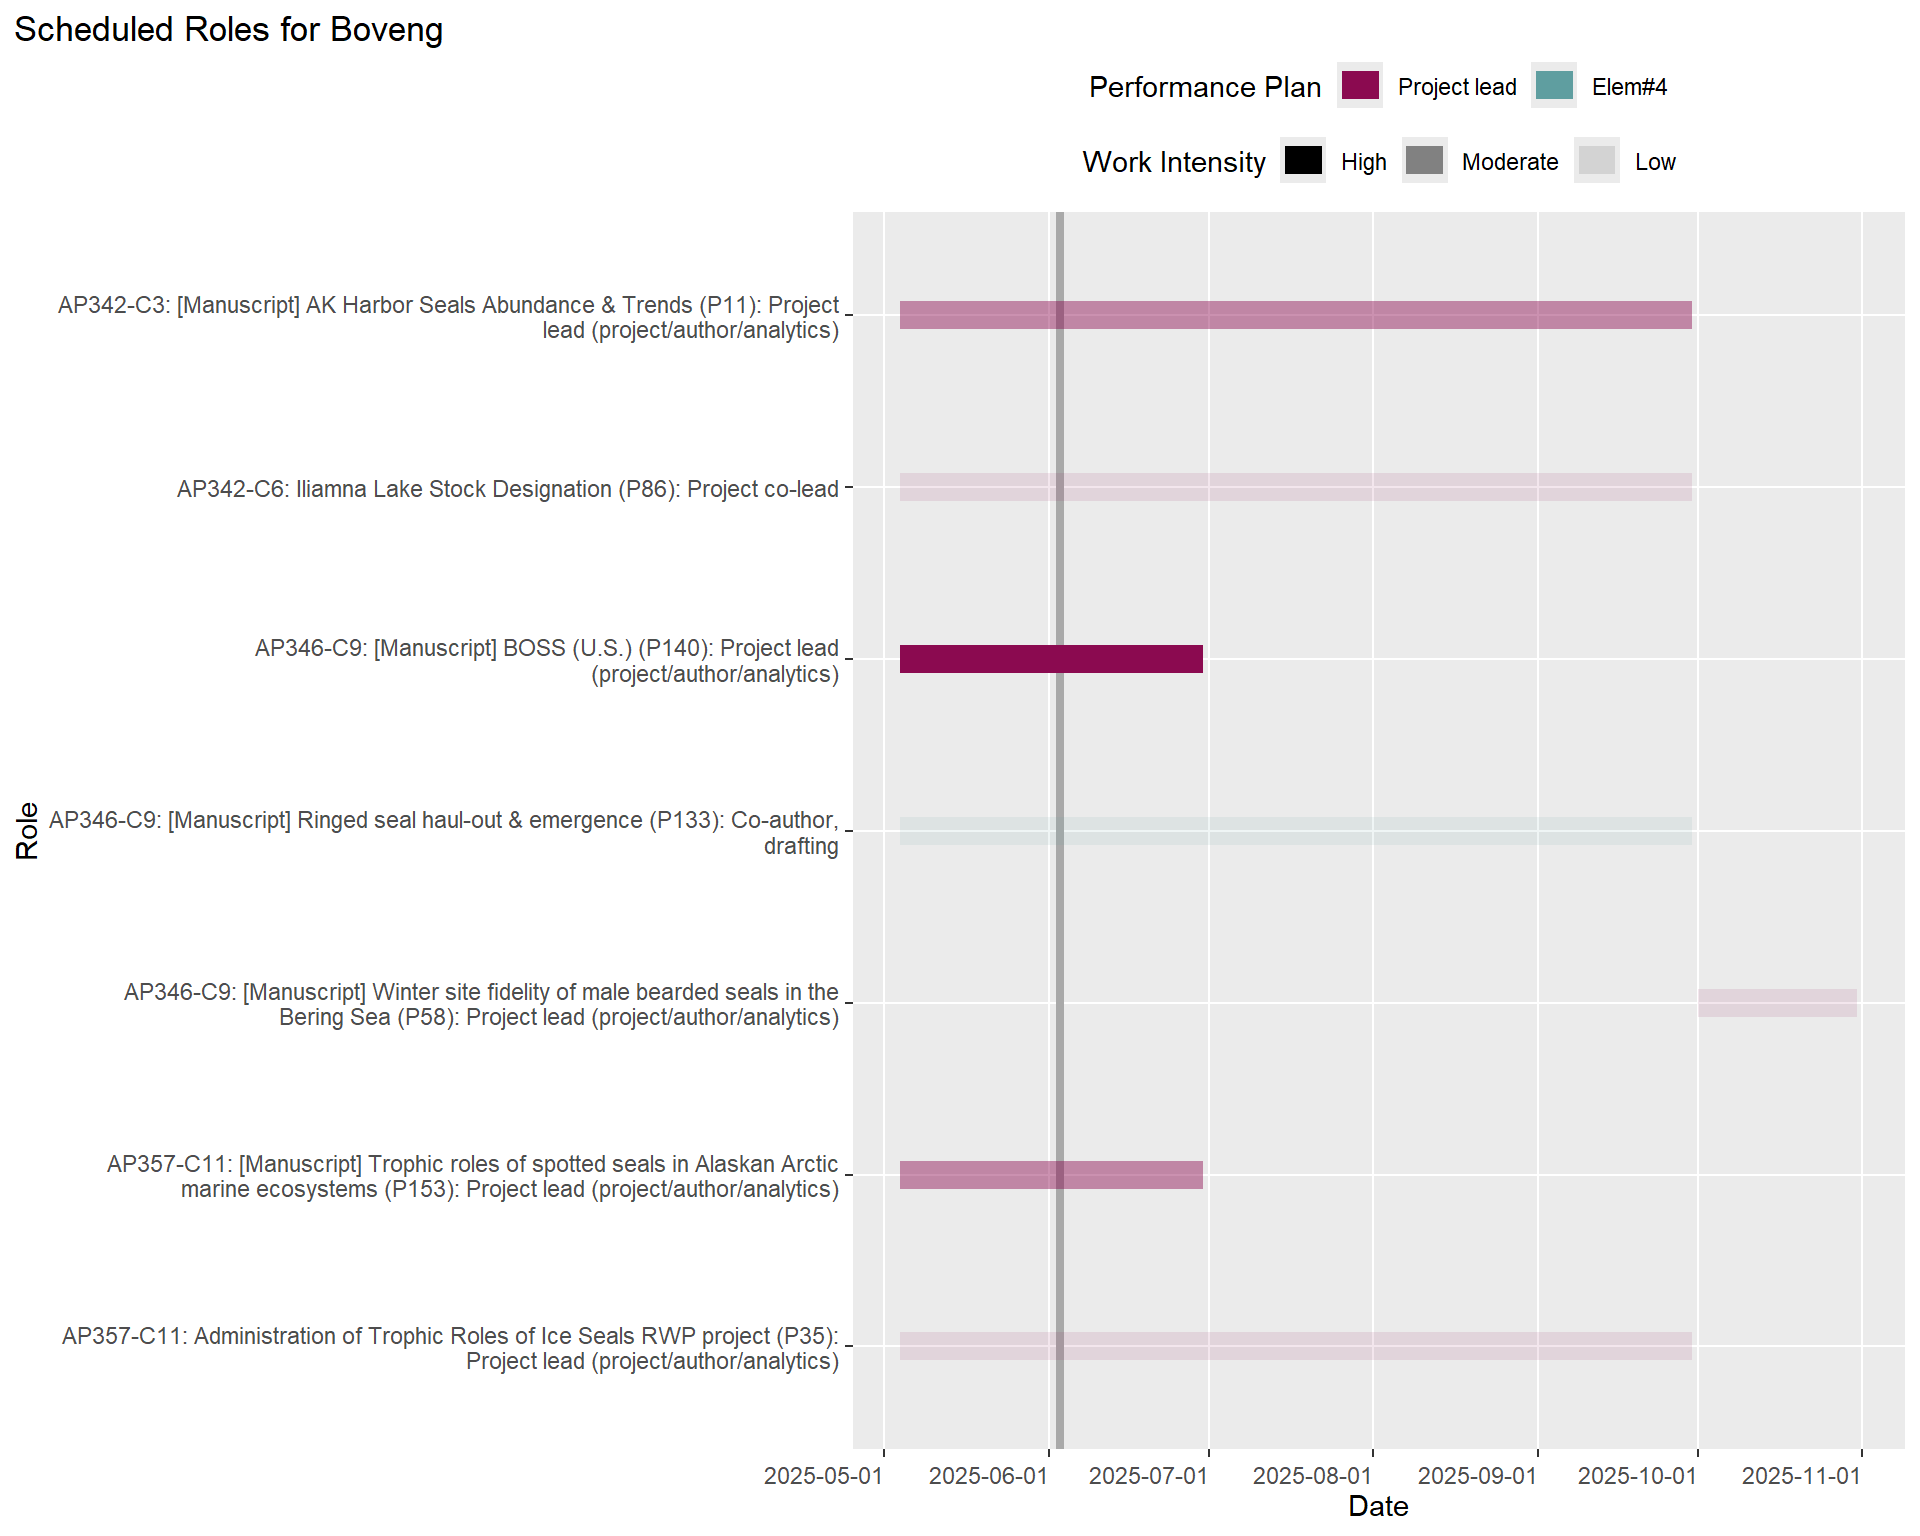 Scheduled Roles for Boveng
Performance Plan Project lead Elem#4
Work Intensity High Moderate Low
AP342-C3: [Manuscript] AK Harbor Seals Abundance & Trends (P11): Project
lead (project/author/analytics)
AP342-C6: Iliamna Lake Stock Designation (P86): Project co-lead
AP346-C9: [Manuscript] BOSS (U.S.) (P140): Project lead
(project/author/analytics)
Role
AP346-C9: [Manuscript] Ringed seal haul-out & emergence (P133): Co-author,
drafting
AP346-C9: [Manuscript] Winter site fidelity of male bearded seals in the
Bering Sea (P58): Project lead (project/author/analytics)
AP357-C11: [Manuscript] Trophic roles of spotted seals in Alaskan Arctic
marine ecosystems (P153): Project lead (project/author/analytics)
AP357-C11: Administration of Trophic Roles of Ice Seals RWP project (P35):
Project lead (project/author/analytics)
2025-05-01 2025-06-01 2025-07-01 2025-08-01 2025-09-01 2025-10-01 2025-11-01
Date